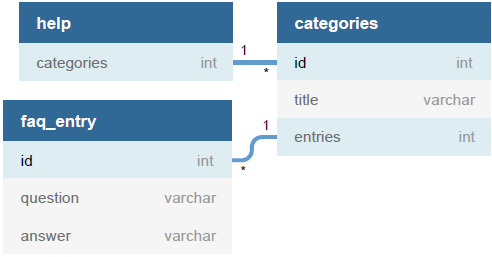 help
categories int
1
*
categories
id int
title varchar
entries int
1
*
faq_entry
id int
question varchar
answer varchar